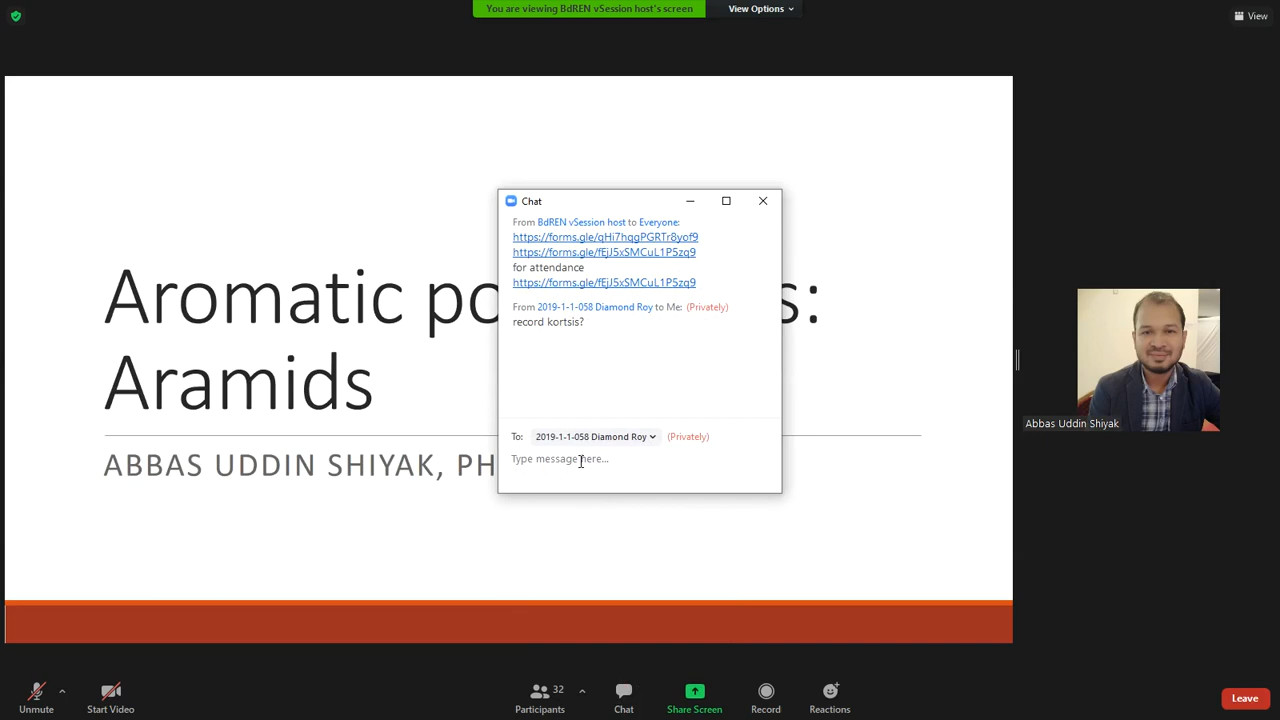 You are viewing BdREN vSession host's screen
View Options
View
Chat
From BdREN vSession host to Everyone:
https://forms.gle/qHi7hqgPGRTr8yof9
https://forms.gle/fEjJ5xSMCuL1P5zq9
for attendance
https://forms.gle/fEjJ5xSMCuL1P5zq9
From 2019-1-1-058 Diamond Roy to Me: (Privately)
record kortsis?
To: 2019-1-1-058 Diamond Roy (Privately)
Type message here...
Aromatic po s:
Aramids
ABBAS UDDIN SHIYAK, PH
Abbas Uddin Shiyak
Unmute
Start Video
32
Participants
Chat
Share Screen
Record
Reactions
Leave